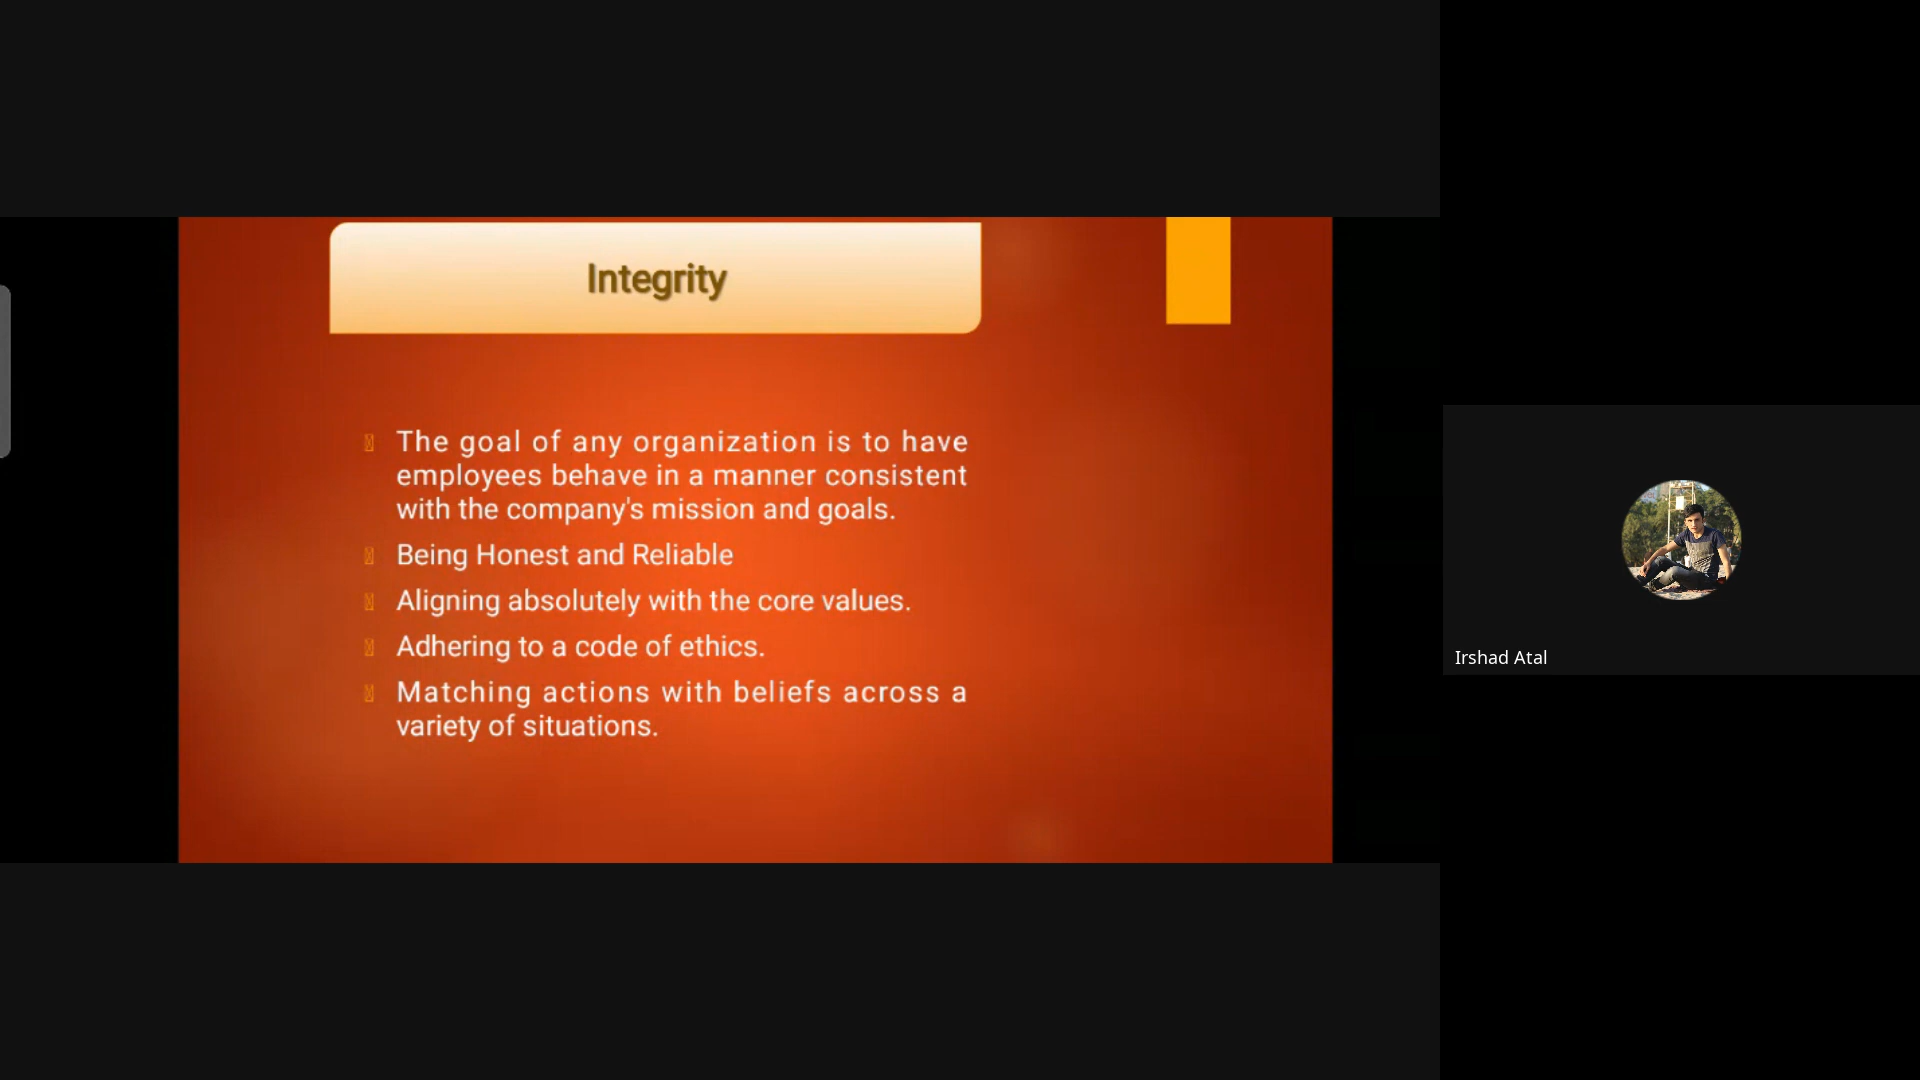 Integrity
The goal of any organization is to have
employees behave in a manner consistent
with the company's mission and goals.
Being Honest and Reliable
Aligning absolutely with the core values.
Adhering to a code of ethics.
Matching actions with beliefs across a
variety of situations.
Irshad Atal